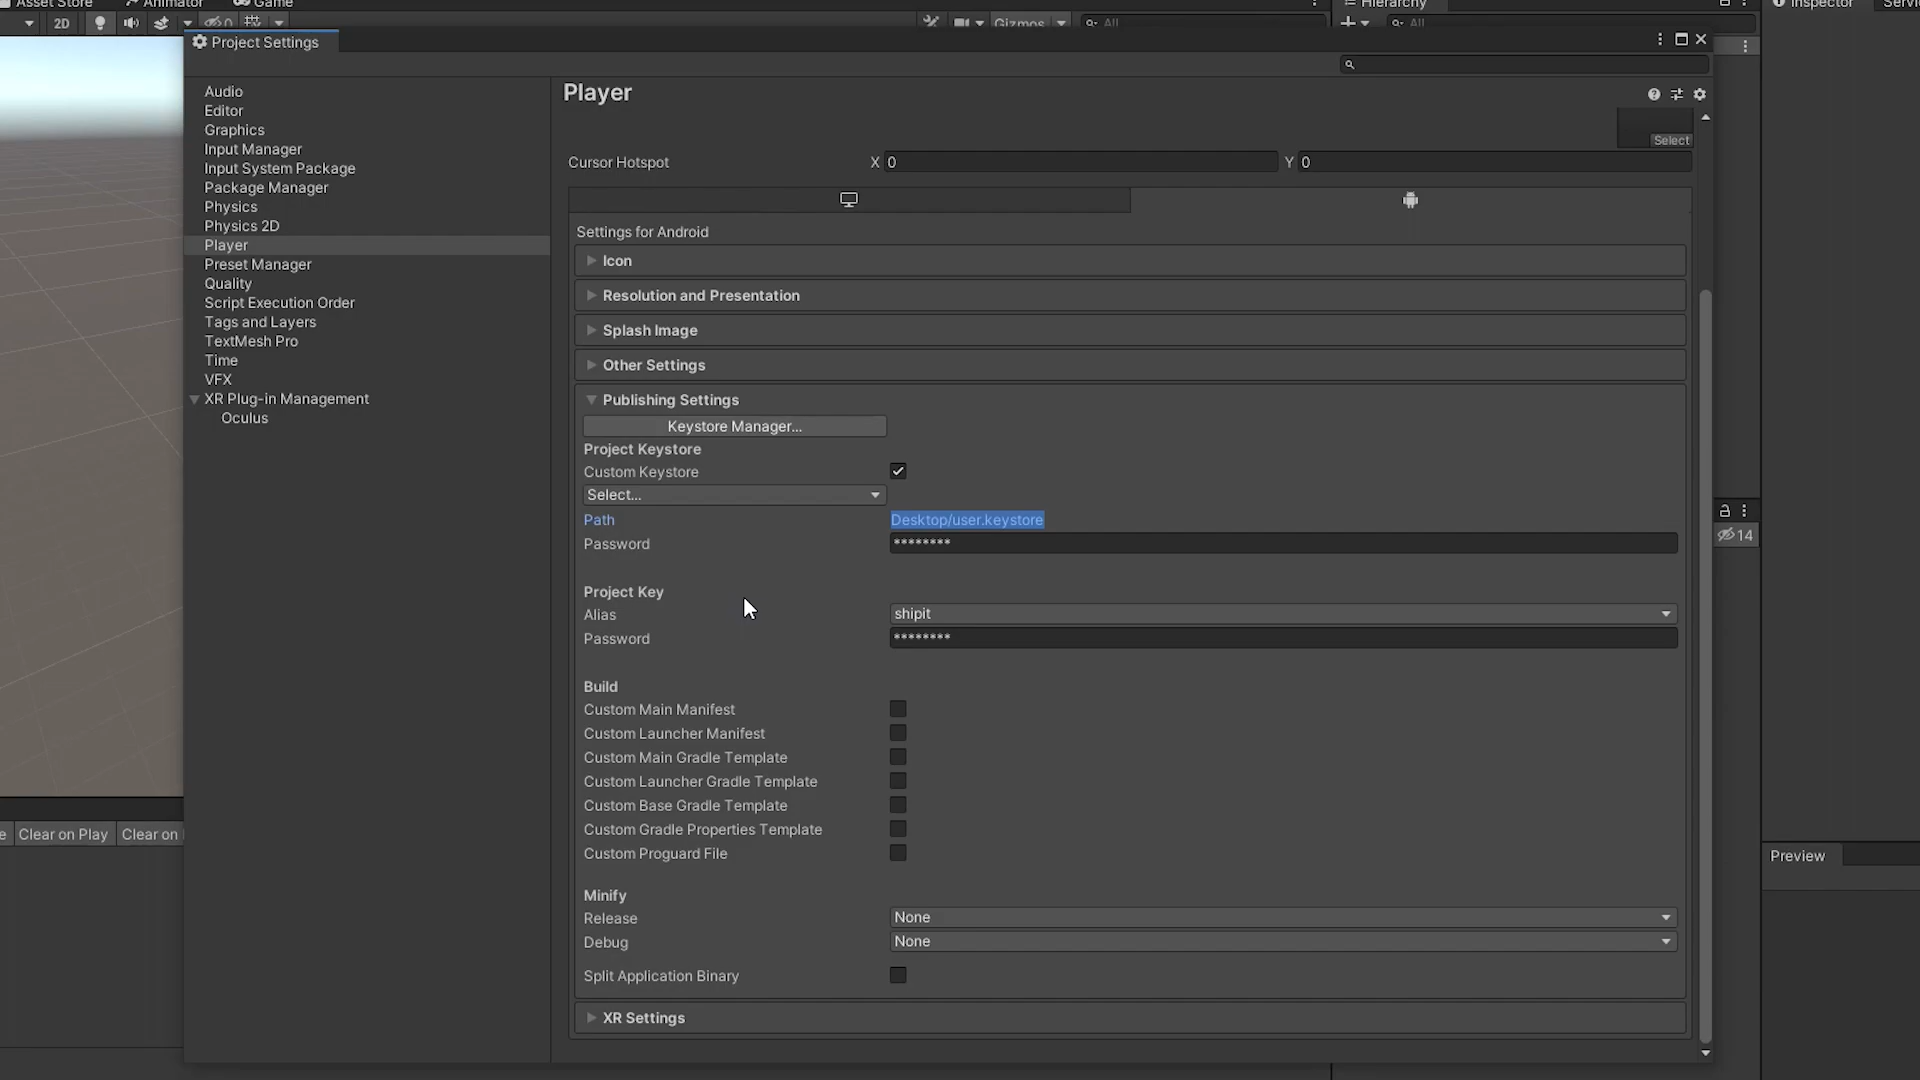 Asset Store
Animator
Game
2D
0
Gizmos
All
Hierarchy
All
Inspector
Project Settings
Audio
Editor
Graphics
Input Manager
Input System Package
Package Manager
Physics
Physics 2D
Player
Preset Manager
Quality
Script Execution Order
Tags and Layers
TextMesh Pro
Time
VFX
XR Plug-in Management
Oculus
Player
Select
Cursor Hotspot X 0 Y 0
Settings for Android
Icon
Resolution and Presentation
Splash Image
Other Settings
Publishing Settings
Keystore Manager...
Project Keystore
Custom Keystore
Select...
Path Desktop/user.keystore
Password ********
Project Key
Alias shipit
Password ********
Build
Custom Main Manifest
Custom Launcher Manifest
Custom Main Gradle Template
Custom Launcher Gradle Template
Custom Base Gradle Template
Custom Gradle Properties Template
Custom Proguard File
Minify
Release None
Debug None
Split Application Binary
XR Settings
14
e Clear on Play Clear on
Preview